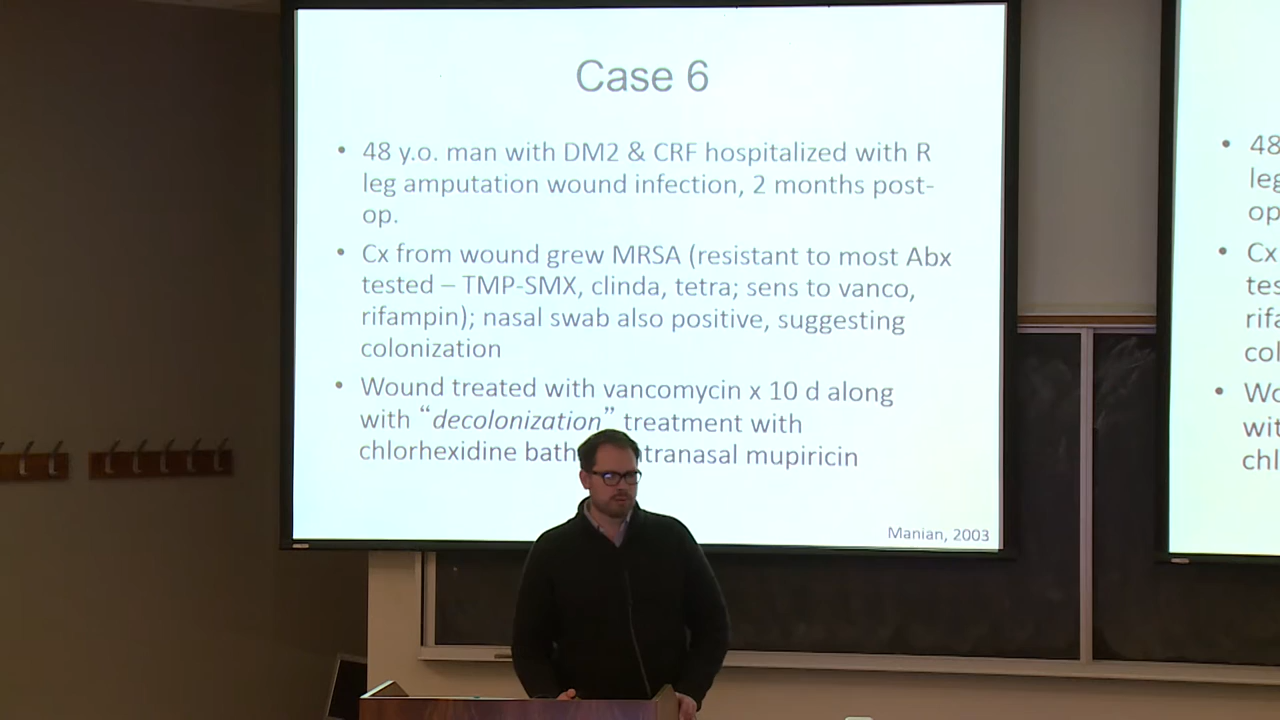 Case 6
• 48 y.o. man with DM2 & CRF hospitalized with R
leg amputation wound infection, 2 months post-
op.
• Cx from wound grew MRSA (resistant to most Abx
tested – TMP-SMX, clinda, tetra; sens to vanco,
rifampin); nasal swab also positive, suggesting
colonization
• Wound treated with vancomycin x 10 d along
with “decolonization” treatment with
chlorhexidine bath tranasal mupiricin
Manian, 2003
• 48
leg
op
• Cx
tes
rifa
col
• Wo
wit
chl